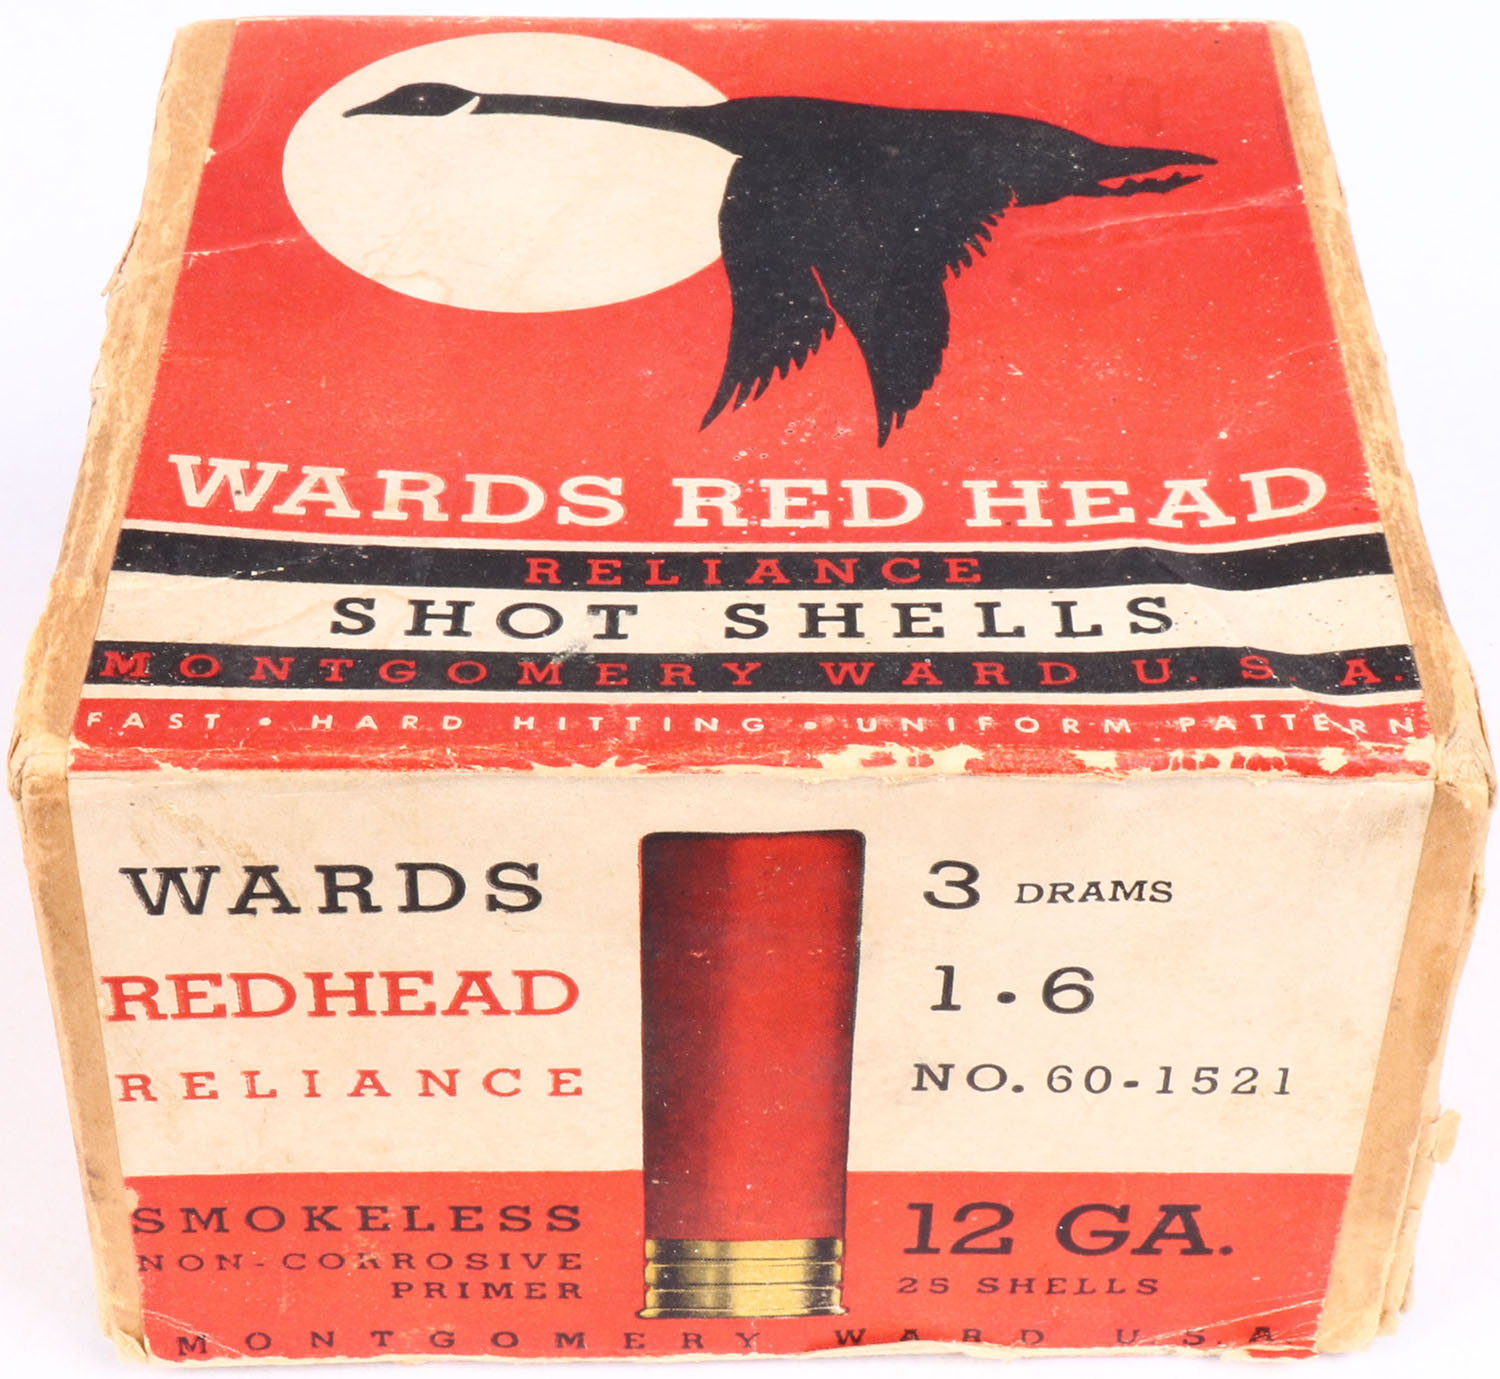 WARDS RED HEAD
RELIANCE
SHOT SHELLS
MONTGOMERY WARD U.S.A.
FAST • HARD HITTING • UNIFORM PATTERN
WARDS
REDHEAD
RELIANCE
3 DRAMS
1 • 6
NO. 60-1521
SMOKELESS
NON-CORROSIVE
PRIMER
12 GA.
25 SHELLS
MONTGOMERY WARD U.S.A.